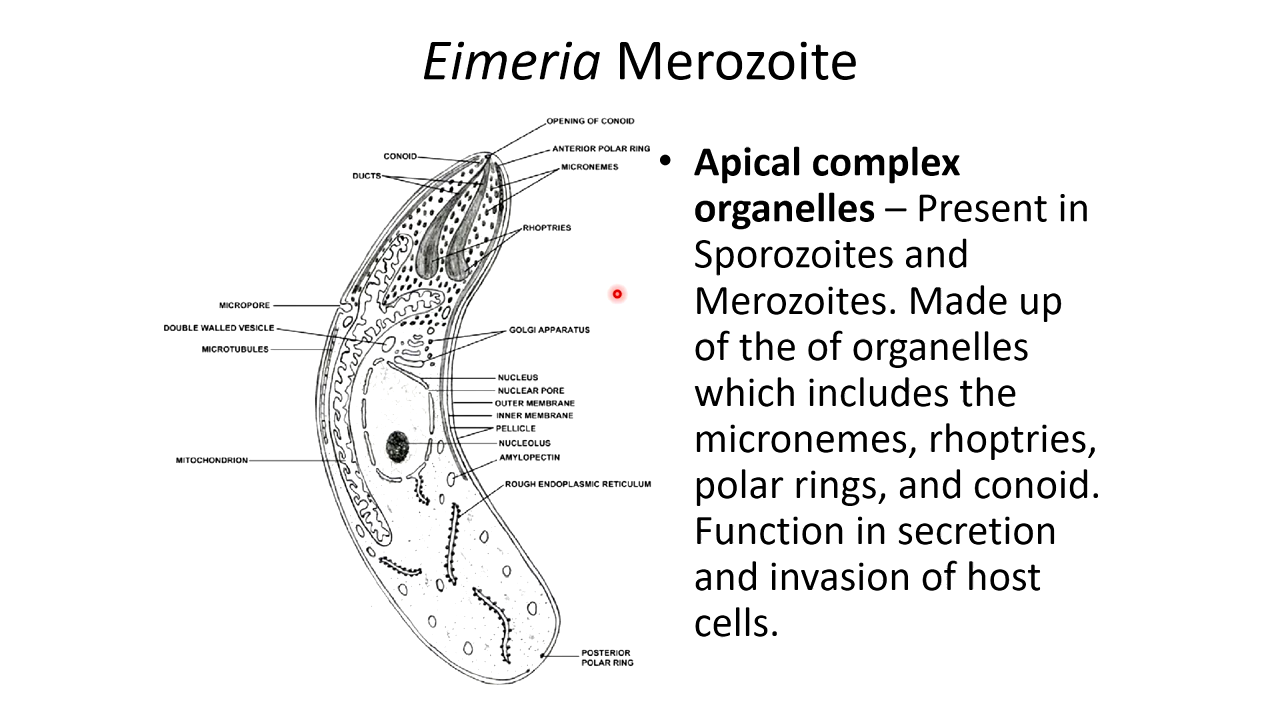 Eimeria Merozoite
OPENING OF CONOID
ANTERIOR POLAR RING
CONOID
MICRONEMES
DUCTS
RHOPTRIES
MICROPORE
DOUBLE WALLED VESICLE
GOLGI APPARATUS
MICROTUBULES
NUCLEUS
NUCLEAR PORE
OUTER MEMBRANE
INNER MEMBRANE
PELLICLE
NUCLEOLUS
AMYLOPECTIN
MITOCHONDRION
ROUGH ENDOPLASMIC RETICULUM
POSTERIOR
POLAR RING
• Apical complex
organelles – Present in
Sporozoites and
Merozoites. Made up
of the of organelles
which includes the
micronemes, rhoptries,
polar rings, and conoid.
Function in secretion
and invasion of host
cells.